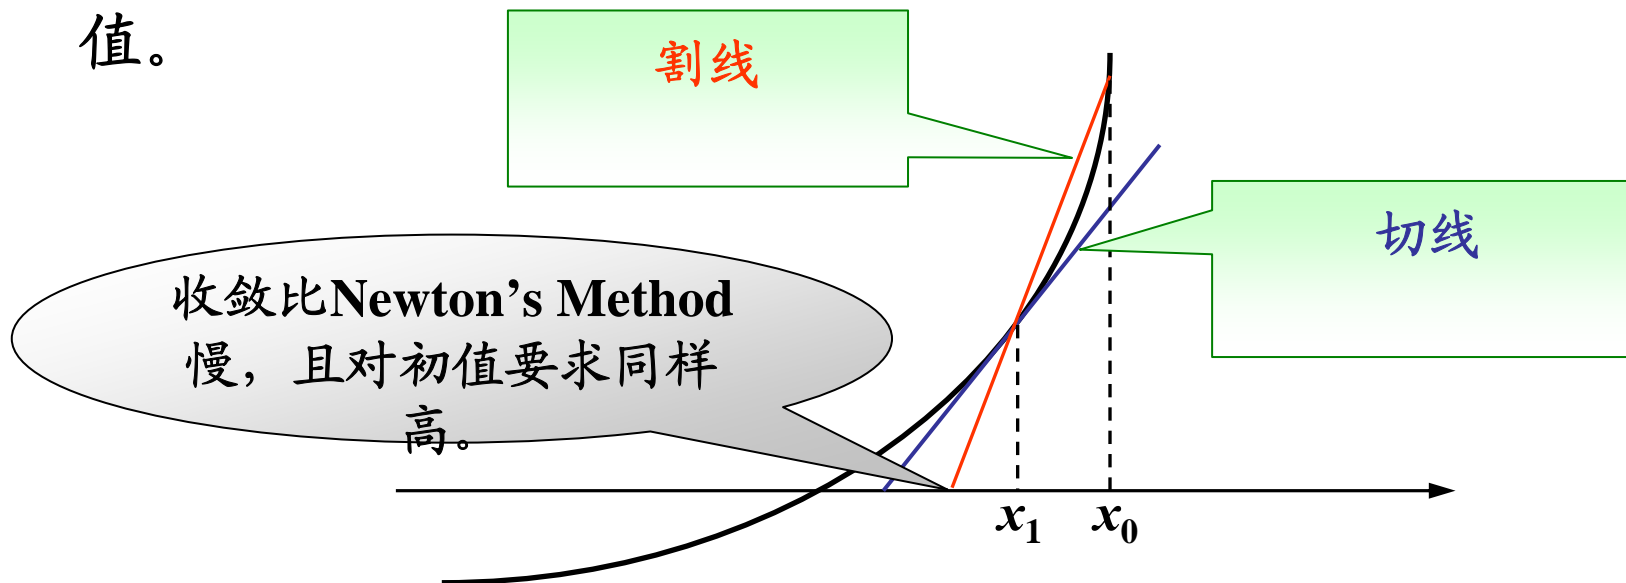 值。
割线
切线
收敛比Newton’s Method
慢，且对初值要求同样
高。
x₁ x₀